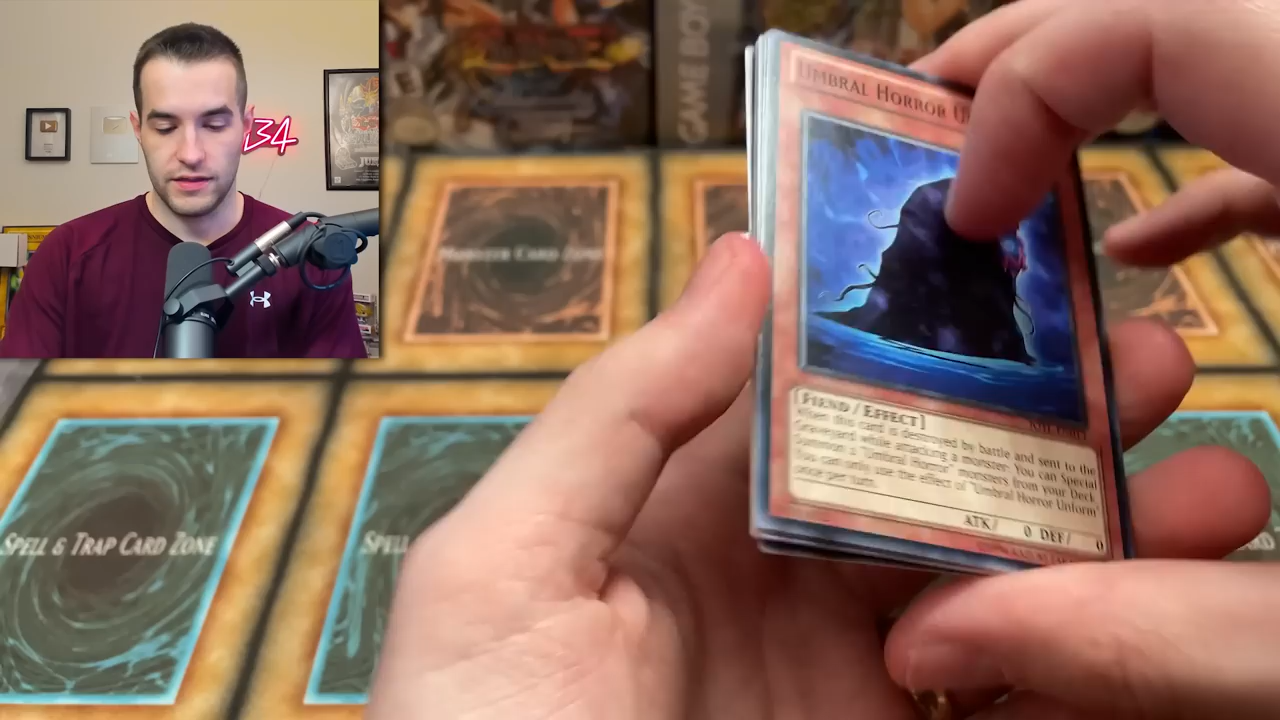 GAME BOY
34
UMBRAL HORROR U
MONSTER CARD ZONE
[FIEND / EFFECT]
When this card is destroyed by battle and sent to the
Graveyard while attacking a monster: You can Special
Summon 2 "Umbral Horror" monsters from your Deck.
You can only use the effect of "Umbral Horror Unform"
once per turn.
ATK/ 0 DEF/ 0
SPELL & TRAP CARD ZONE
SPELL